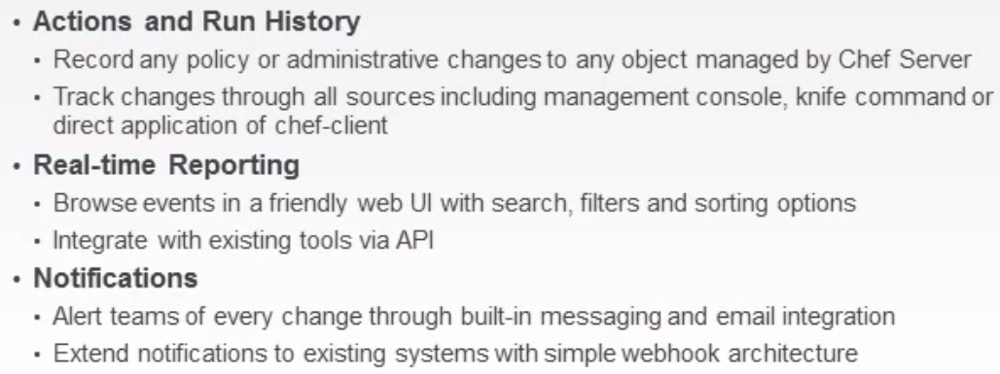 • Actions and Run History
• Record any policy or administrative changes to any object managed by Chef Server
• Track changes through all sources including management console, knife command or
direct application of chef-client
• Real-time Reporting
• Browse events in a friendly web UI with search, filters and sorting options
• Integrate with existing tools via API
• Notifications
• Alert teams of every change through built-in messaging and email integration
• Extend notifications to existing systems with simple webhook architecture